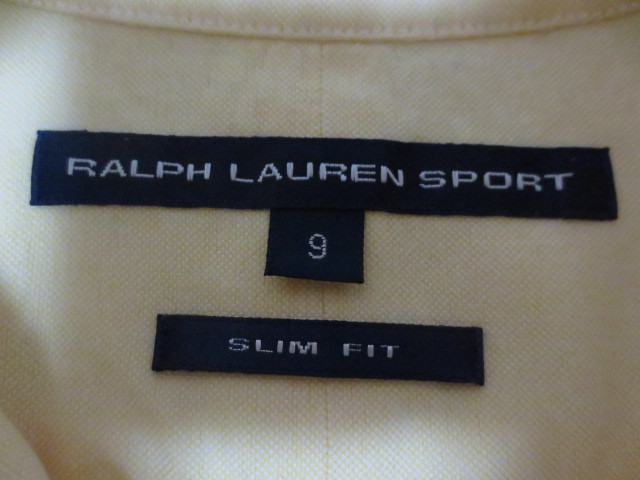 RALPH LAUREN SPORT
9
SLIM FIT